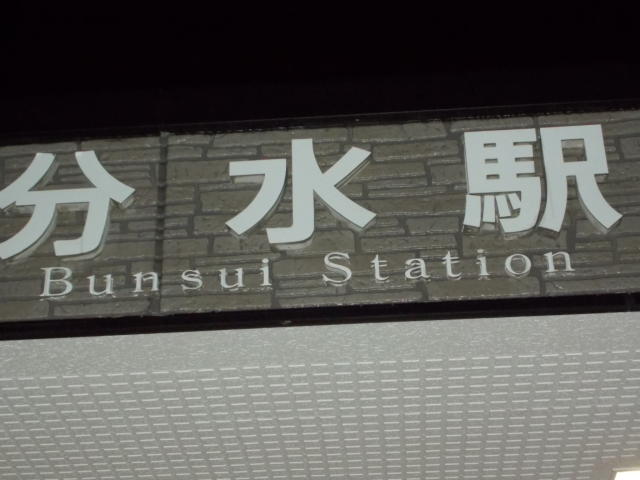 分水駅
Bunsui Station